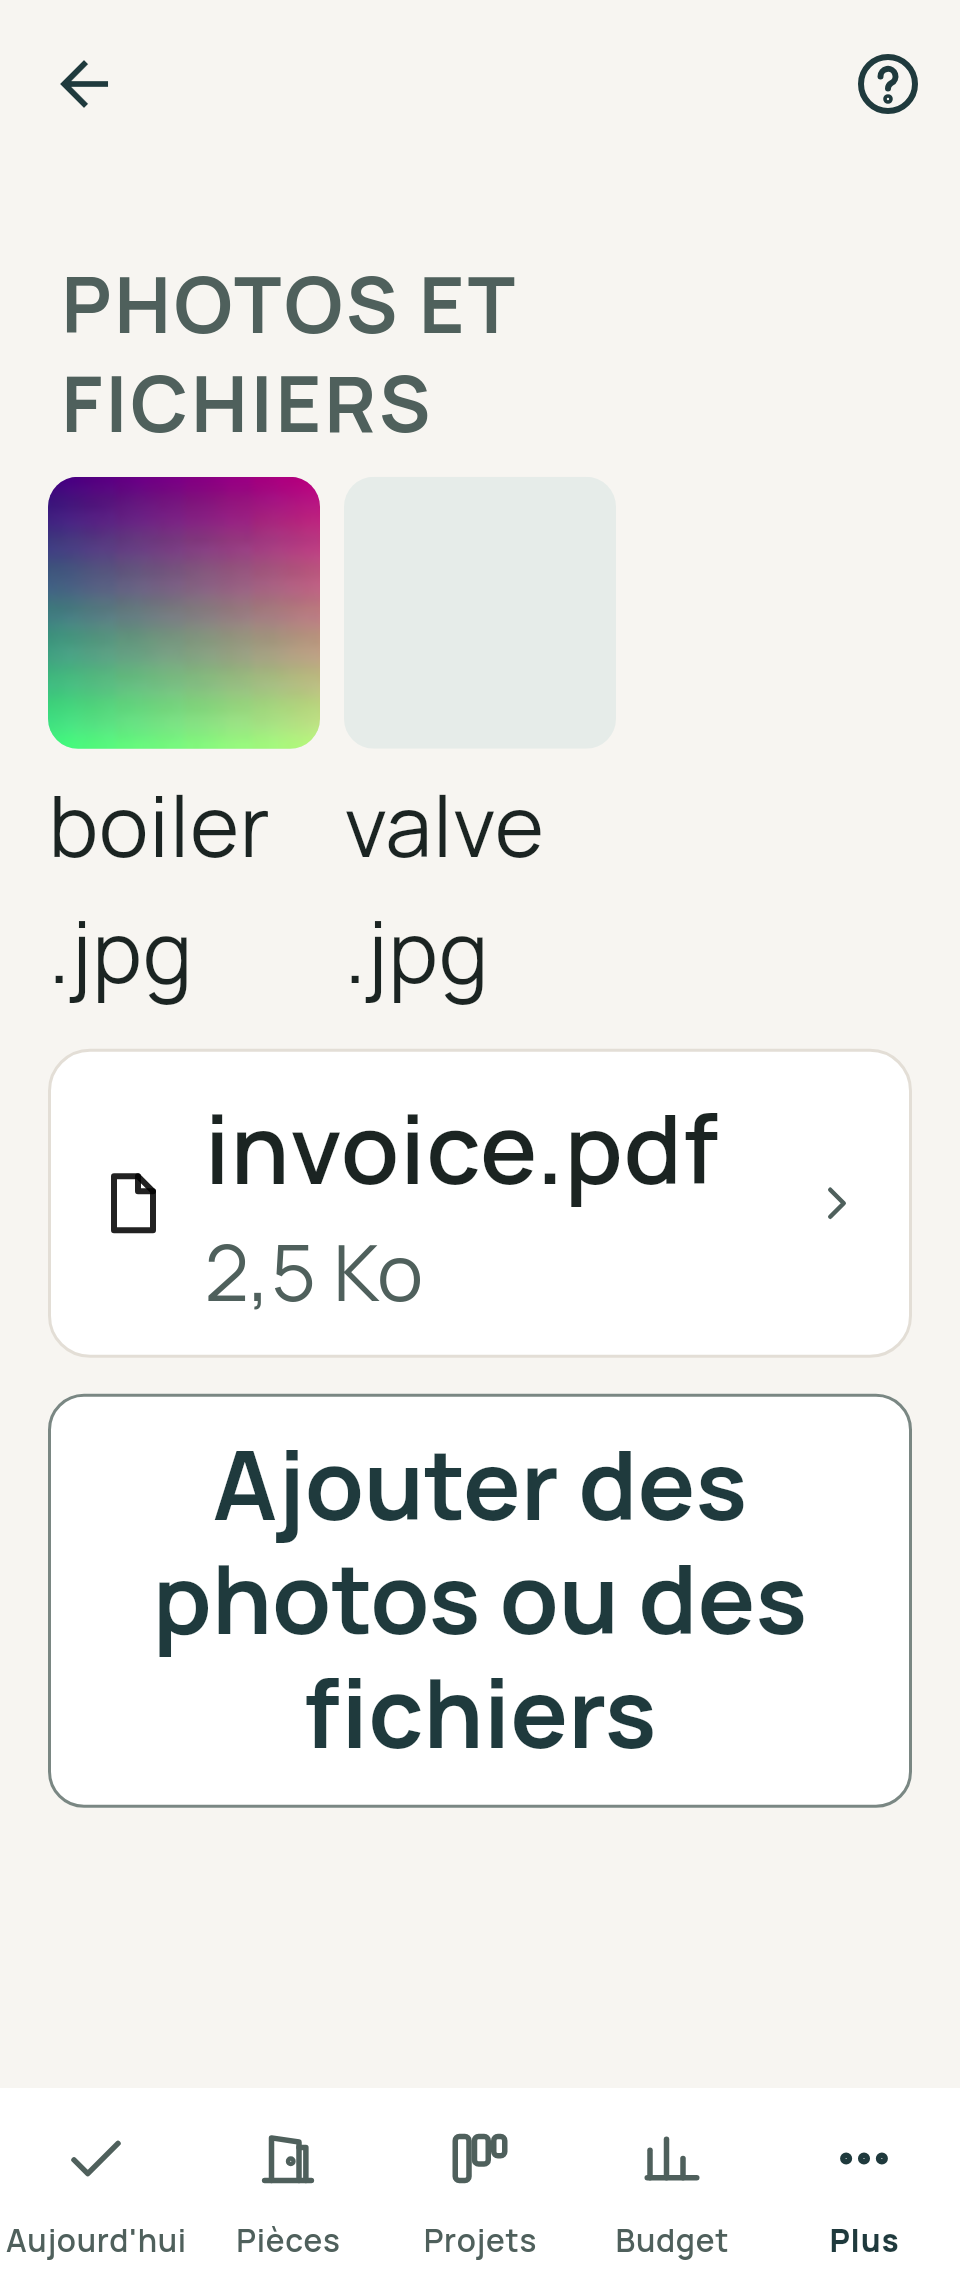 PHOTOS ET
FICHIERS
boiler
.jpg
valve
.jpg
invoice.pdf
2,5 Ko
Ajouter des
photos ou des
fichiers
Aujourd'hui
Pièces
Projets
Budget
Plus